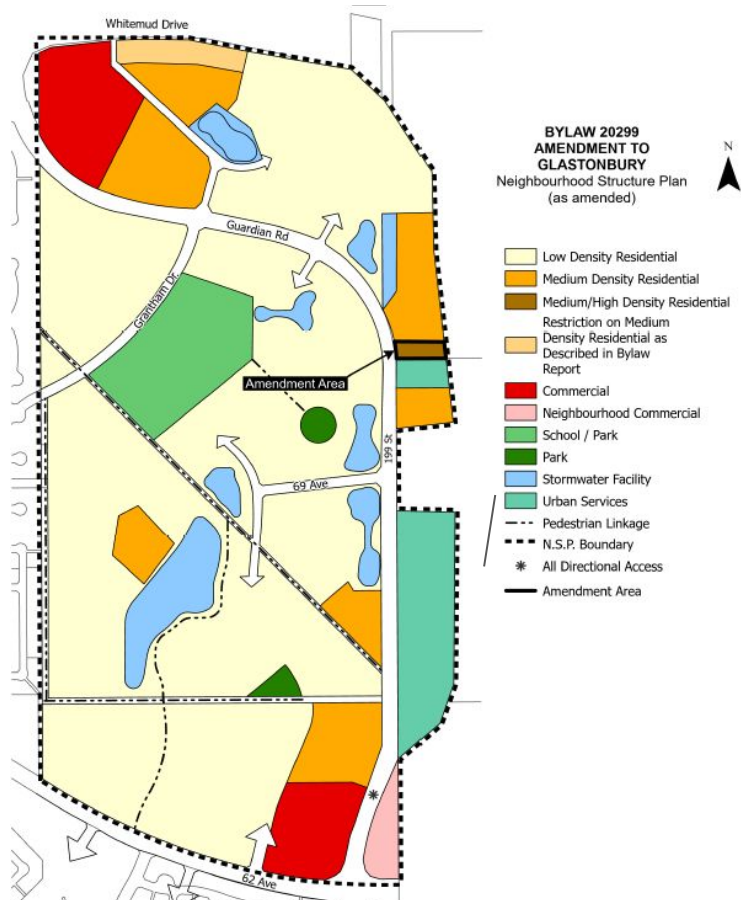 Whitemud Drive
BYLAW 20299
AMENDMENT TO
GLASTONBURY
Neighbourhood Structure Plan
(as amended)
N
Guardian Rd
Grantham Dr.
Amendment Area
199 St
69 Ave
62 Ave
Low Density Residential
Medium Density Residential
Medium/High Density Residential
Restriction on Medium
Density Residential as
Described in Bylaw
Report
Commercial
Neighbourhood Commercial
School / Park
Park
Stormwater Facility
Urban Services
Pedestrian Linkage
N.S.P. Boundary
All Directional Access
Amendment Area